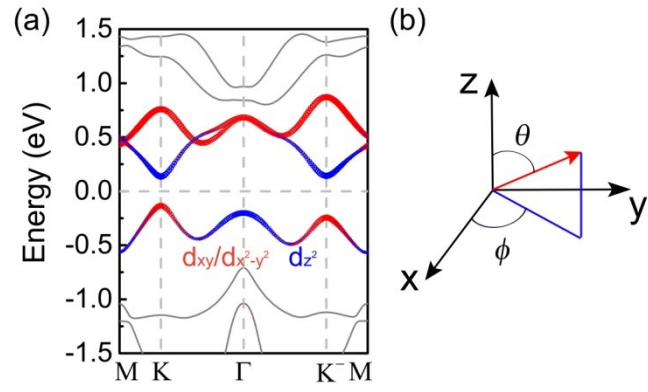 (a)
Energy (eV)
1.5
1.0
0.5
0.0
-0.5
-1.0
-1.5
dxy/dx²-y²
dz²
M K Γ K⁻ M
(b)
z
θ
y
ϕ
x